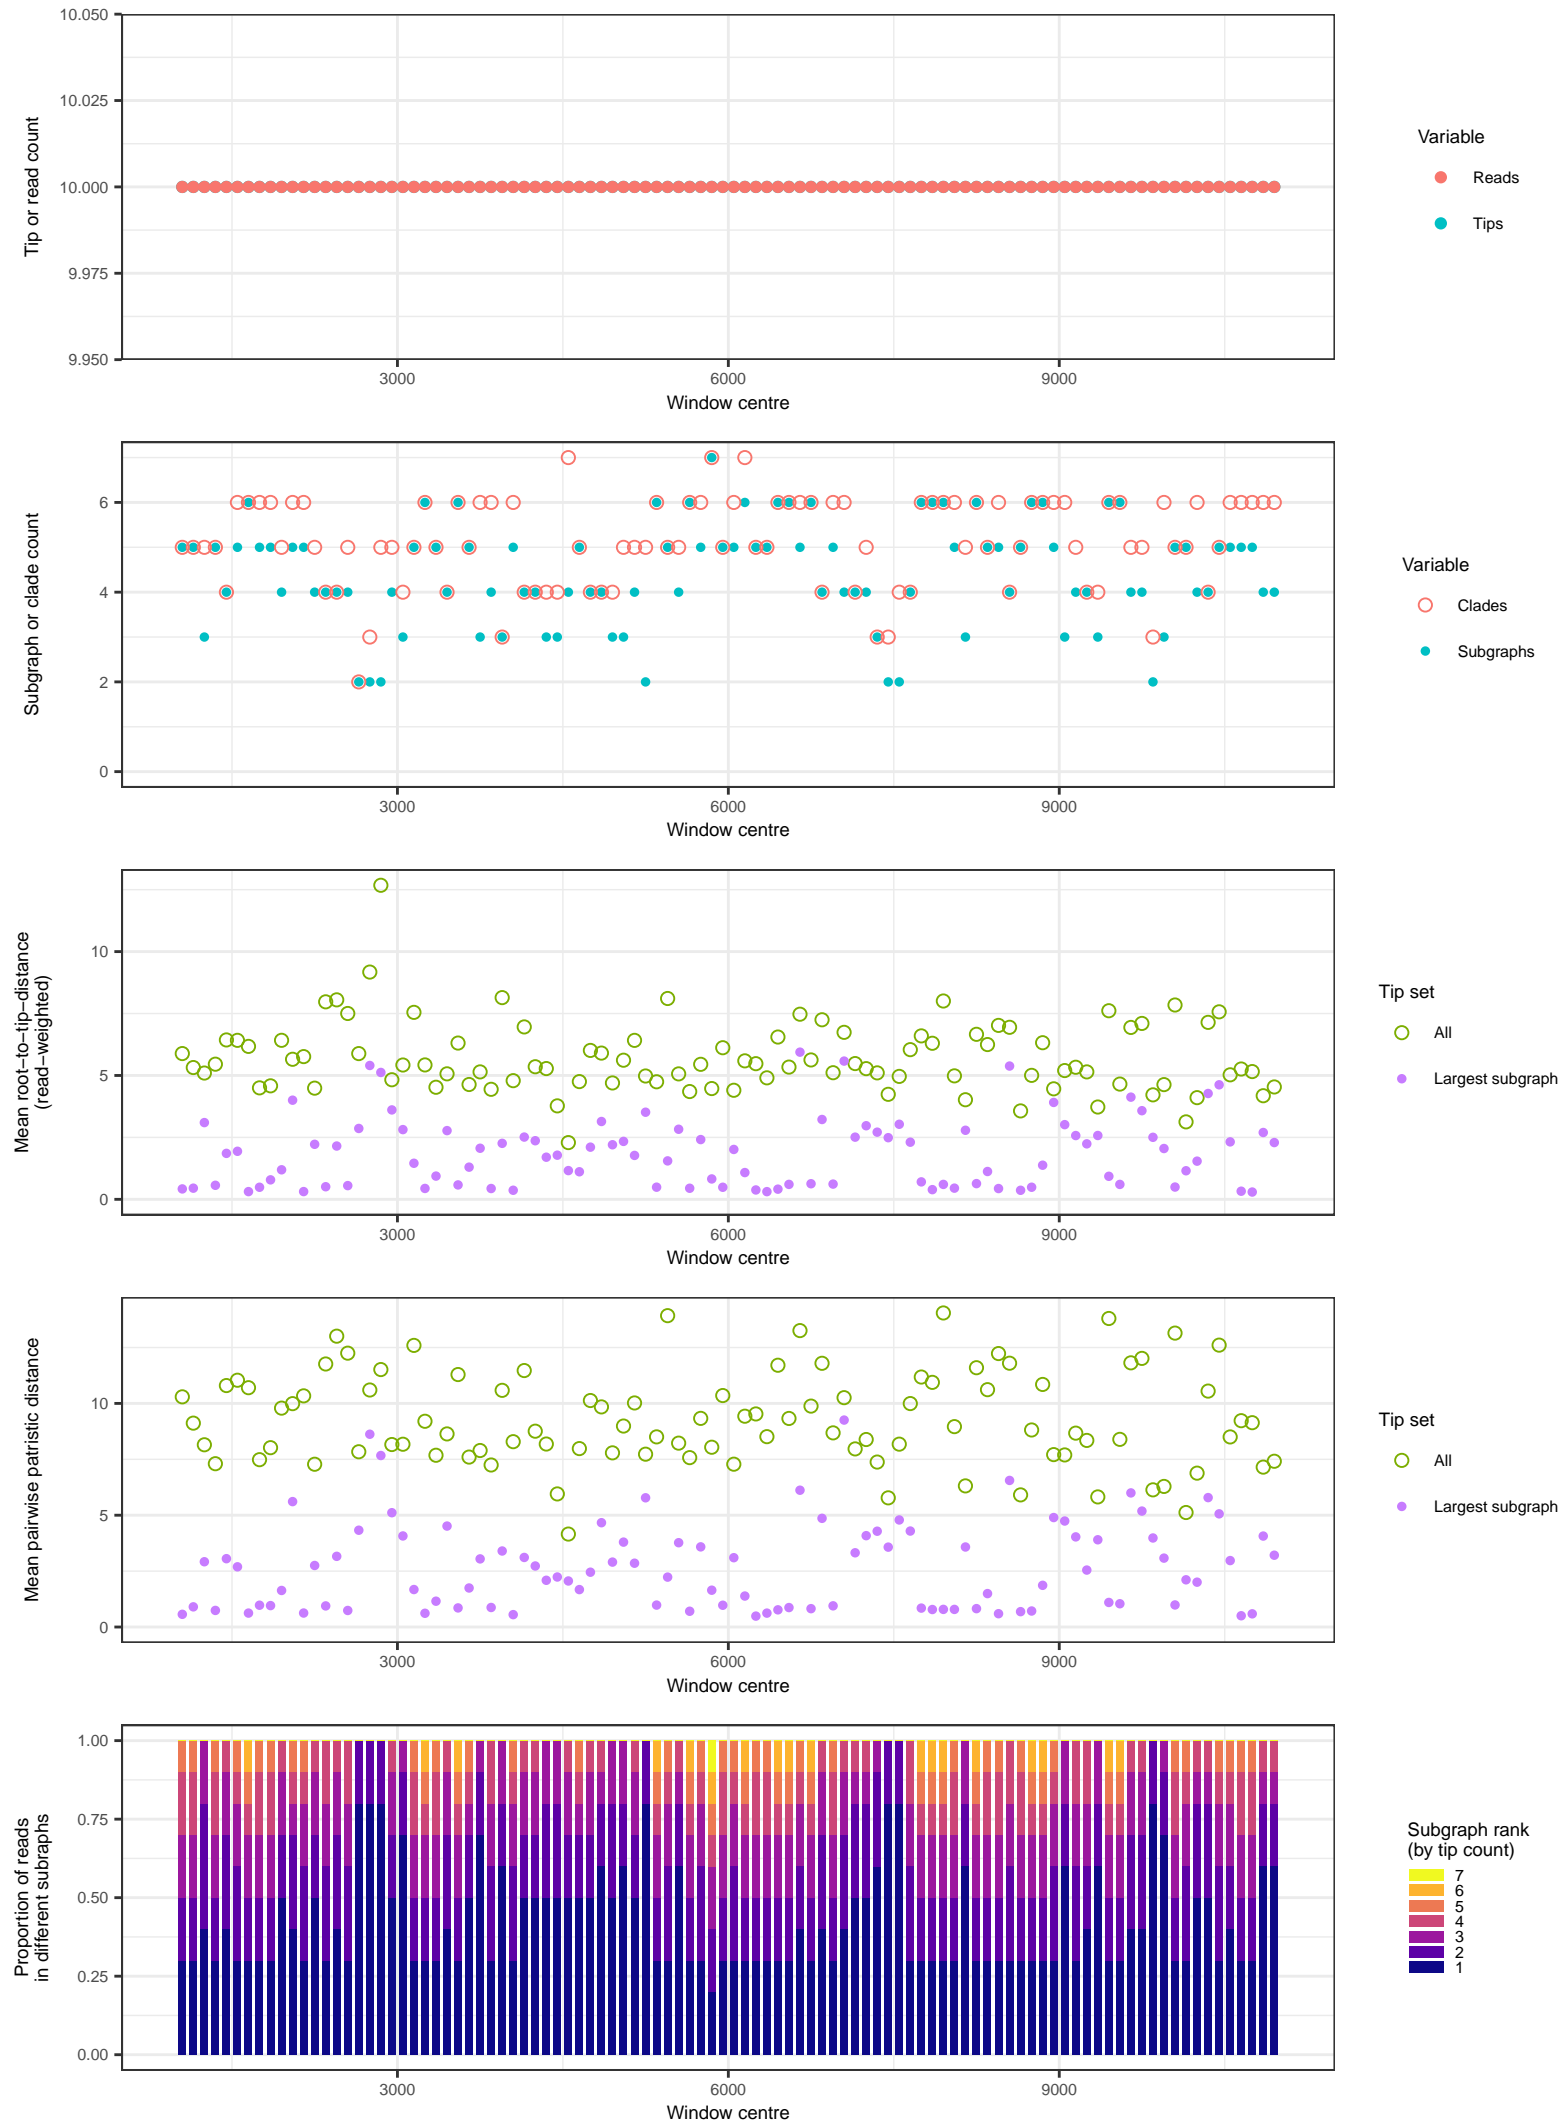 10.050
10.025
10.000
9.975
9.950
Tip or read count
3000 6000 9000
Window centre
Variable
Reads
Tips
6
4
2
0
Subgraph or clade count
3000 6000 9000
Window centre
Variable
Clades
Subgraphs
10
5
0
Mean root−to−tip−distance
(read−weighted)
3000 6000 9000
Window centre
Tip set
All
Largest subgraph
10
5
0
Mean pairwise patristic distance
3000 6000 9000
Window centre
Tip set
All
Largest subgraph
1.00
0.75
0.50
0.25
0.00
Proportion of reads
in different subraphs
3000 6000 9000
Window centre
Subgraph rank
(by tip count)
7
6
5
4
3
2
1